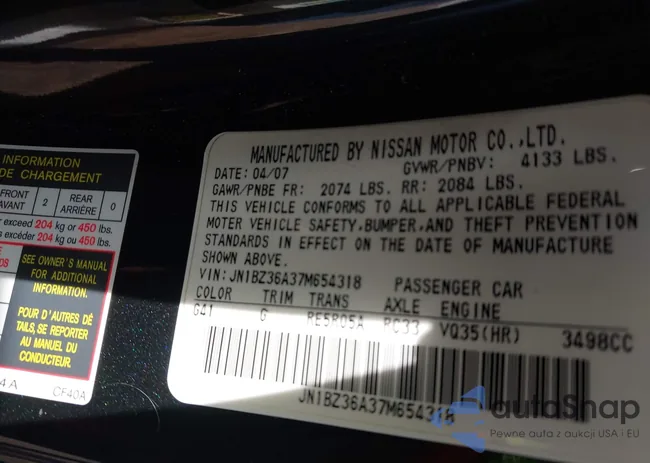 INFORMATION
DE CHARGEMENT
FRONT
AVANT
2
REAR
ARRIÈRE
0
exceed 204 kg or 450 lbs.
excéder 204 kg ou 450 lbs.
SEE OWNER'S MANUAL
FOR ADDITIONAL
INFORMATION.
POUR D'AUTRES DÉ
TAILS, SE REPORTER
AU MANUEL DU
CONDUCTEUR.
4 A
CF40A
MANUFACTURED BY NISSAN MOTOR CO.,LTD.
DATE: 04/07 GVWR/PNBV: 4133 LBS.
GAWR/PNBE FR: 2074 LBS. RR: 2084 LBS.
THIS VEHICLE CONFORMS TO ALL APPLICABLE FEDERAL
MOTOR VEHICLE SAFETY,BUMPER,AND THEFT PREVENTION
STANDARDS IN EFFECT ON THE DATE OF MANUFACTURE
SHOWN ABOVE.
VIN: JN1BZ36A37M654318 PASSENGER CAR
COLOR TRIM TRANS AXLE ENGINE
G41 G RE5R05A RC33 VQ35(HR) 3498CC
JN1BZ36A37M654318
autaSnap
Pewne auta z aukcji USA i EU